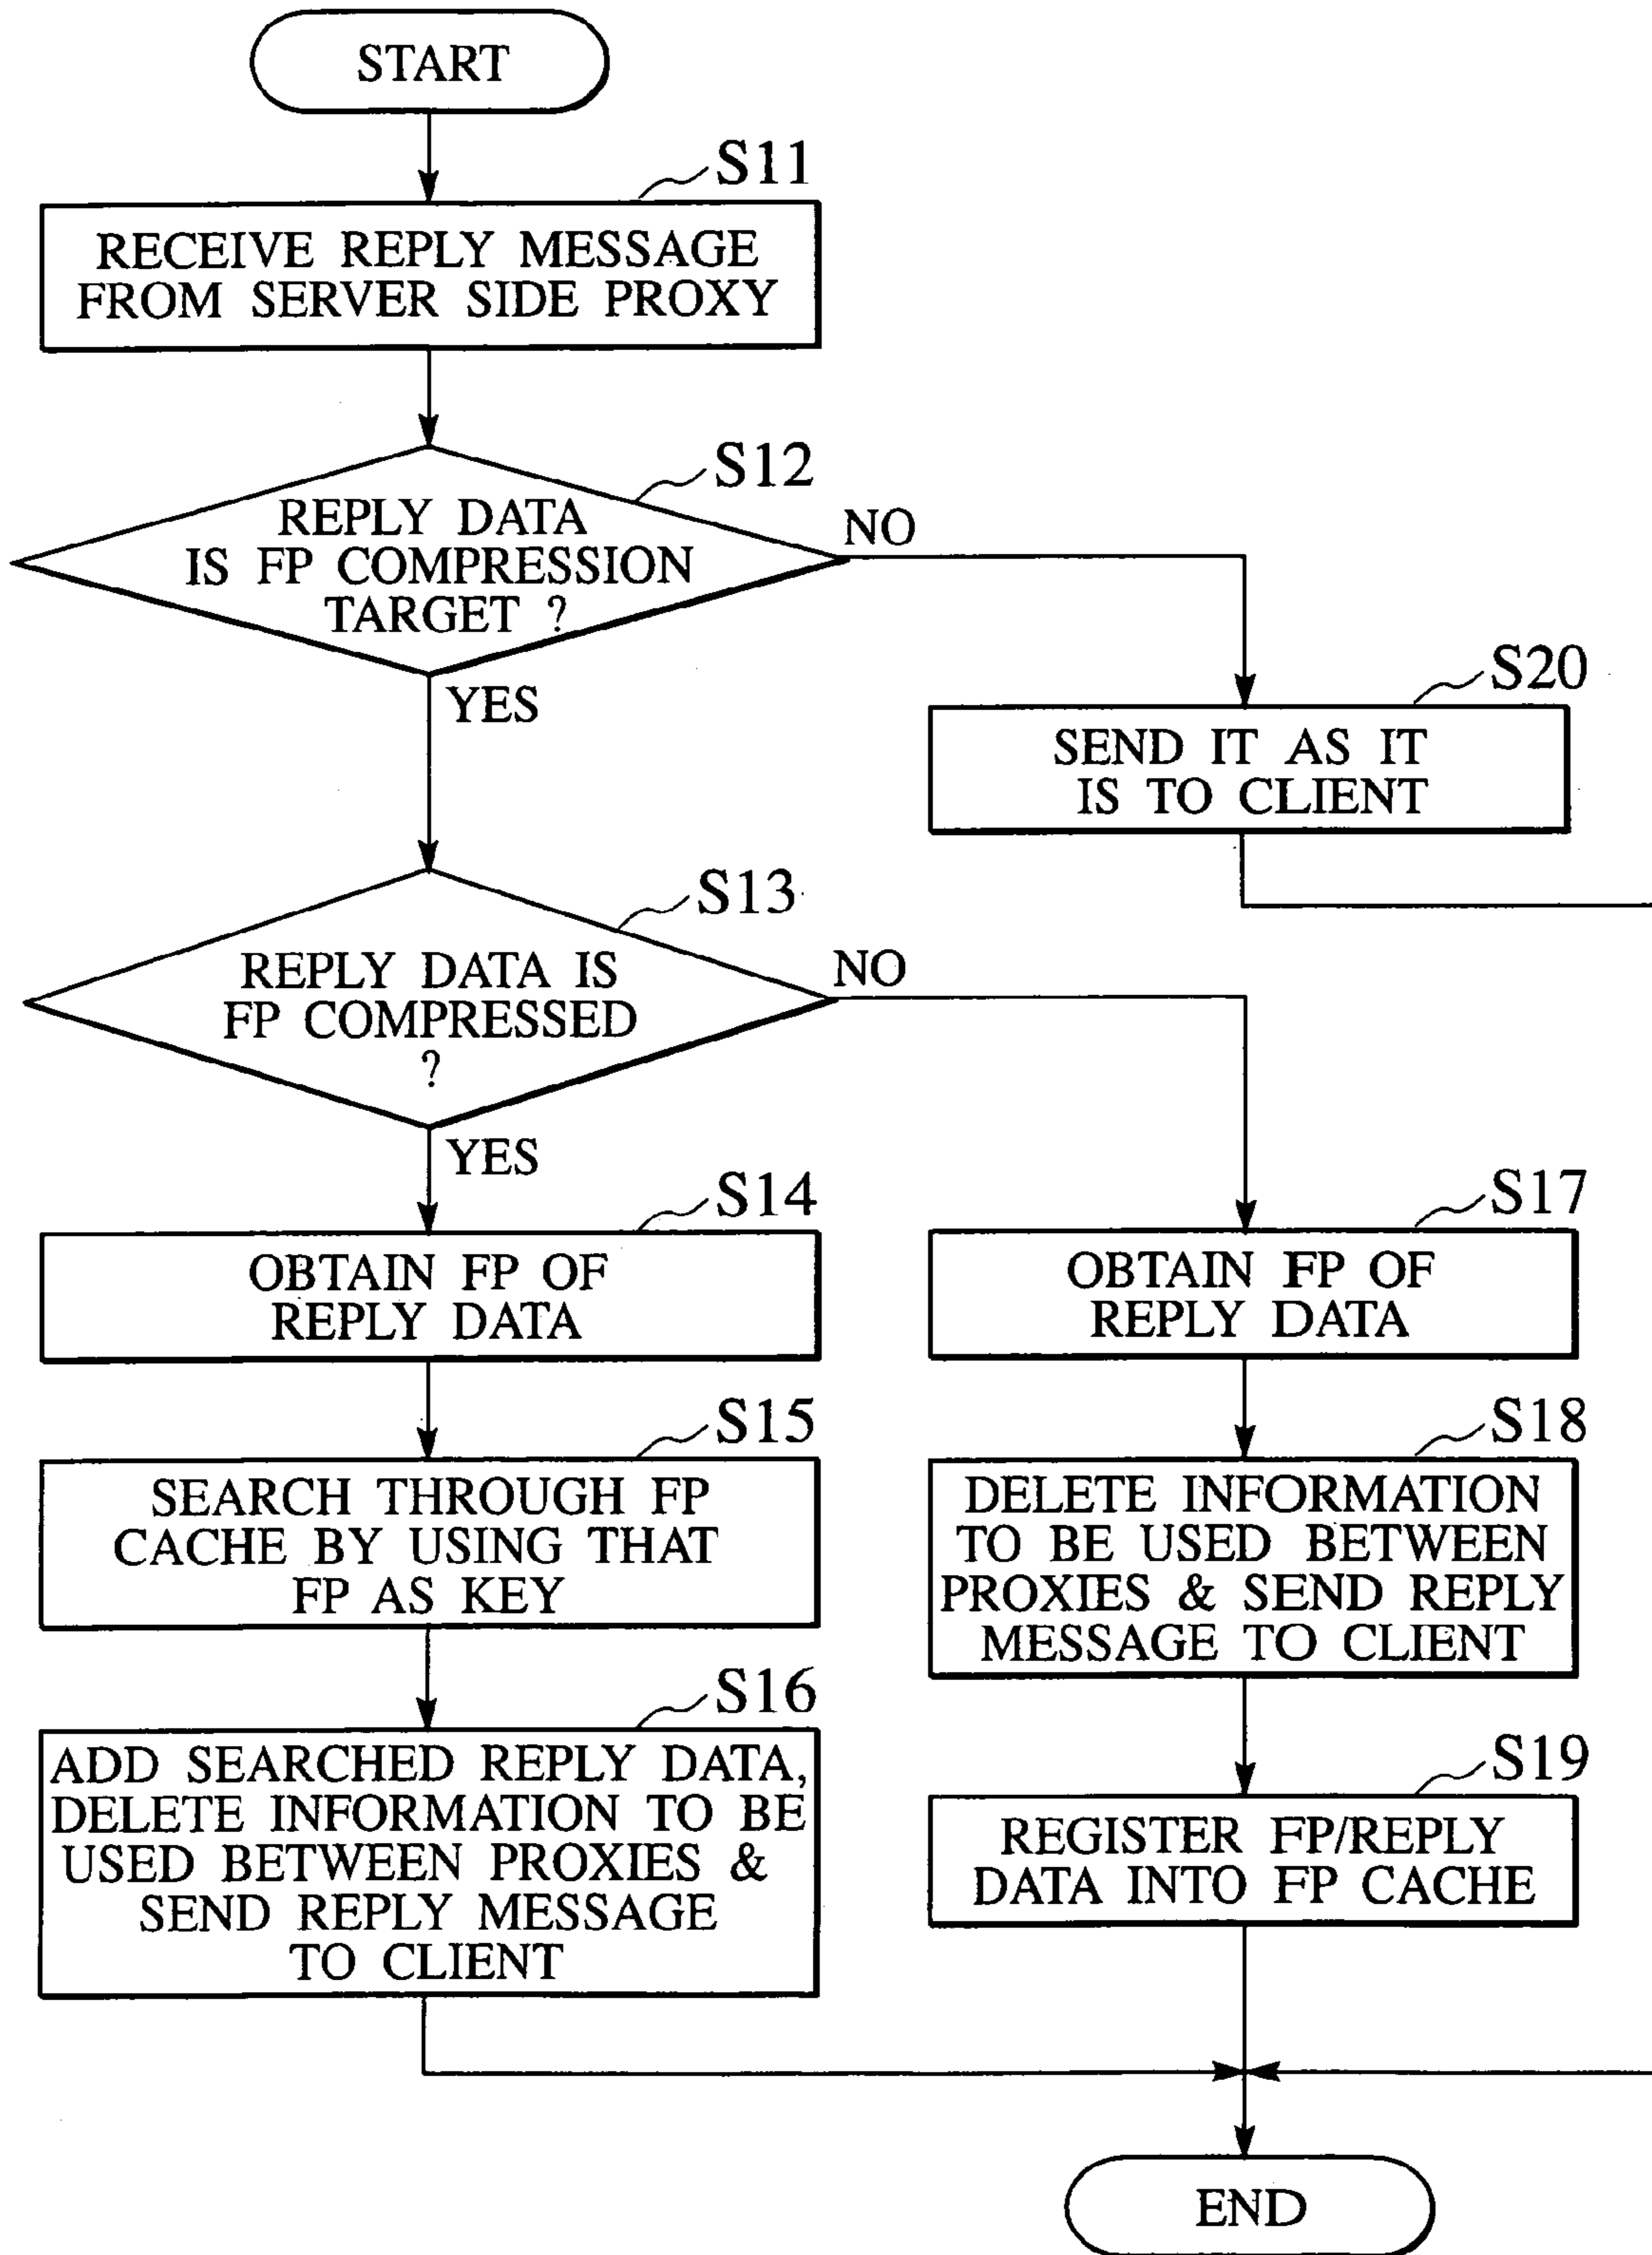 START
S11
RECEIVE REPLY MESSAGE
FROM SERVER SIDE PROXY
S12
REPLY DATA
IS FP COMPRESSION
TARGET ?
NO
YES
S20
SEND IT AS IT
IS TO CLIENT
S13
REPLY DATA IS
FP COMPRESSED
?
NO
YES
S14
OBTAIN FP OF
REPLY DATA
S17
OBTAIN FP OF
REPLY DATA
S15
SEARCH THROUGH FP
CACHE BY USING THAT
FP AS KEY
S18
DELETE INFORMATION
TO BE USED BETWEEN
PROXIES & SEND REPLY
MESSAGE TO CLIENT
S16
ADD SEARCHED REPLY DATA,
DELETE INFORMATION TO BE
USED BETWEEN PROXIES &
SEND REPLY MESSAGE
TO CLIENT
S19
REGISTER FP/REPLY
DATA INTO FP CACHE
END